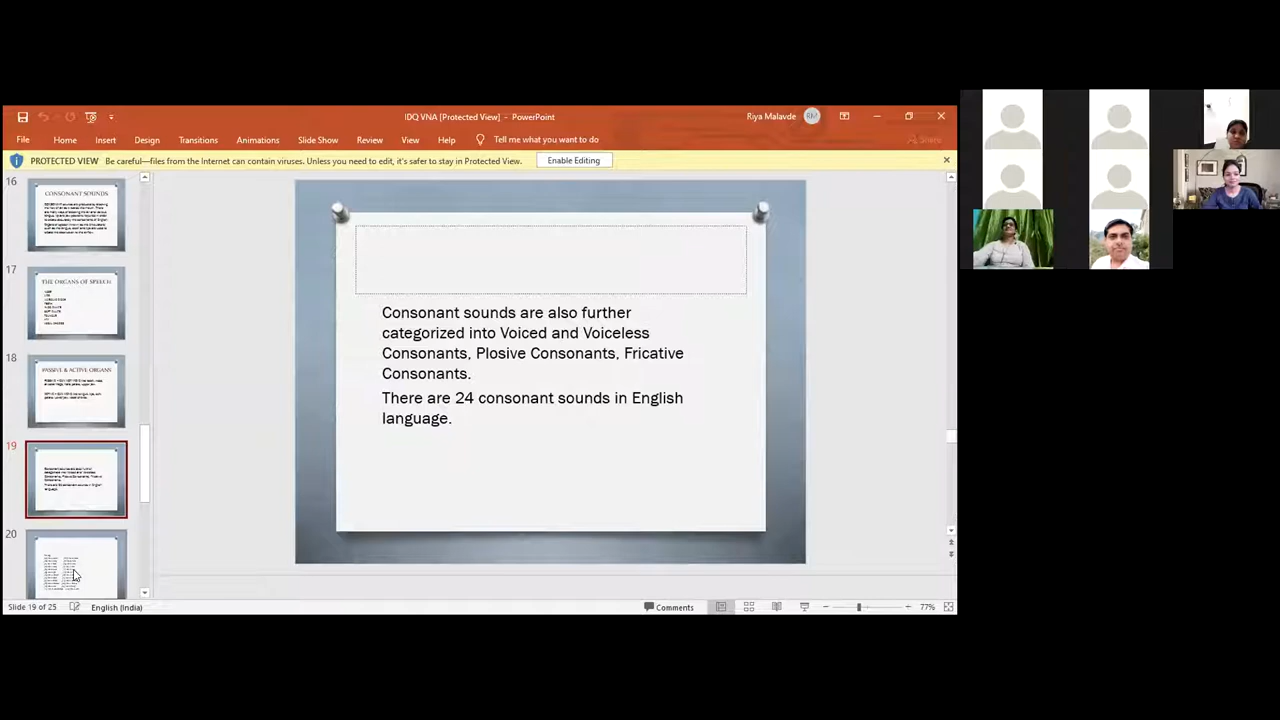 IDQ VNA [Protected View] - PowerPoint
Riya Malavde
RM
File Home Insert Design Transitions Animations Slide Show Review View Help Tell me what you want to do Share
PROTECTED VIEW Be careful—files from the Internet can contain viruses. Unless you need to edit, it's safer to stay in Protected View. Enable Editing
16
CONSONANT SOUNDS
17
THE ORGANS OF SPEECH
18
PASSIVE & ACTIVE ORGANS
19
20
Consonant sounds are also further
categorized into Voiced and Voiceless
Consonants, Plosive Consonants, Fricative
Consonants.
There are 24 consonant sounds in English
language.
Slide 19 of 25 English (India) Comments 77%